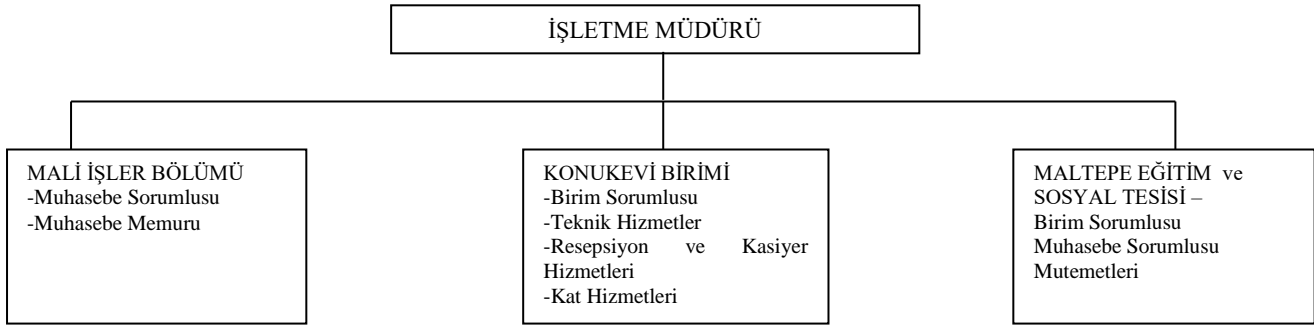 İŞLETME MÜDÜRÜ
MALİ İŞLER BÖLÜMÜ
-Muhasebe Sorumlusu
-Muhasebe Memuru
KONUKEVİ BİRİMİ
-Birim Sorumlusu
-Teknik Hizmetler
-Resepsiyon ve Kasiyer
Hizmetleri
-Kat Hizmetleri
MALTEPE EĞİTİM ve
SOSYAL TESİSİ –
Birim Sorumlusu
Muhasebe Sorumlusu
Mutemetleri